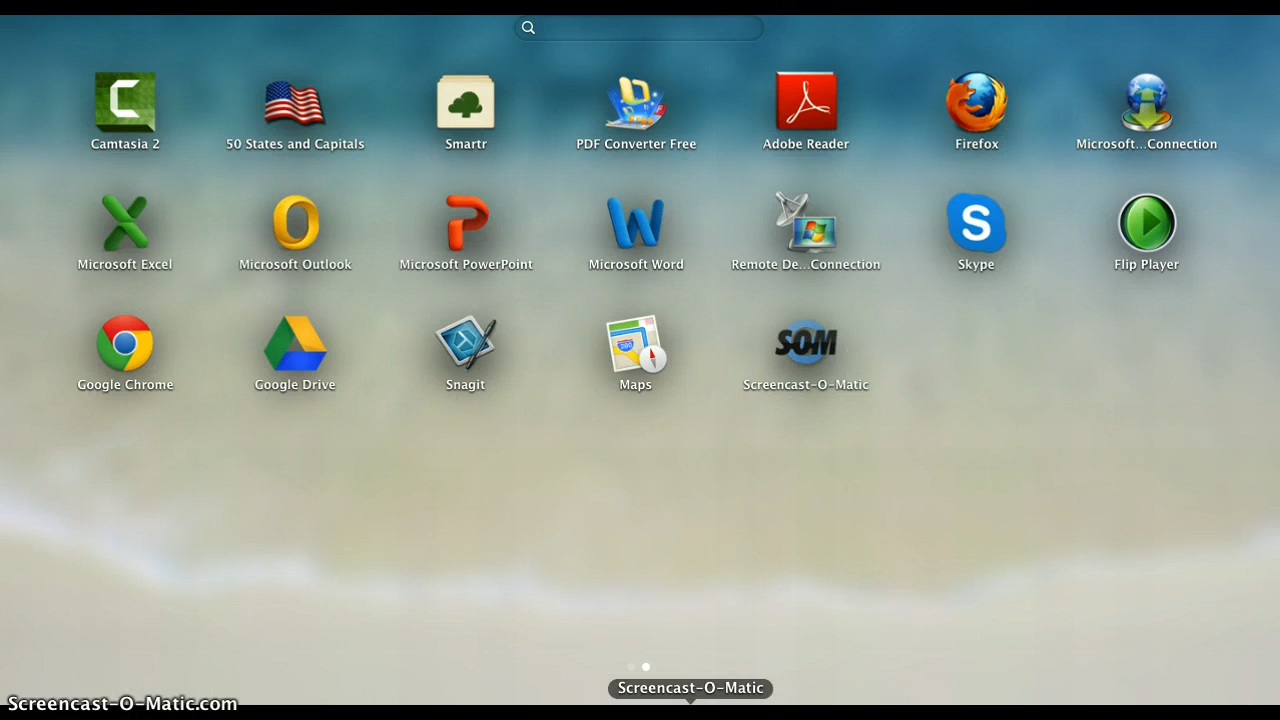 Camtasia 2
50 States and Capitals
Smartr
PDF Converter Free
Adobe Reader
Firefox
Microsoft...Connection
Microsoft Excel
Microsoft Outlook
Microsoft PowerPoint
Microsoft Word
Remote De...Connection
S
Skype
Flip Player
Google Chrome
Google Drive
Snagit
280
Maps
SOM
Screencast-O-Matic
Screencast-O-Matic
Screencast-O-Matic.com